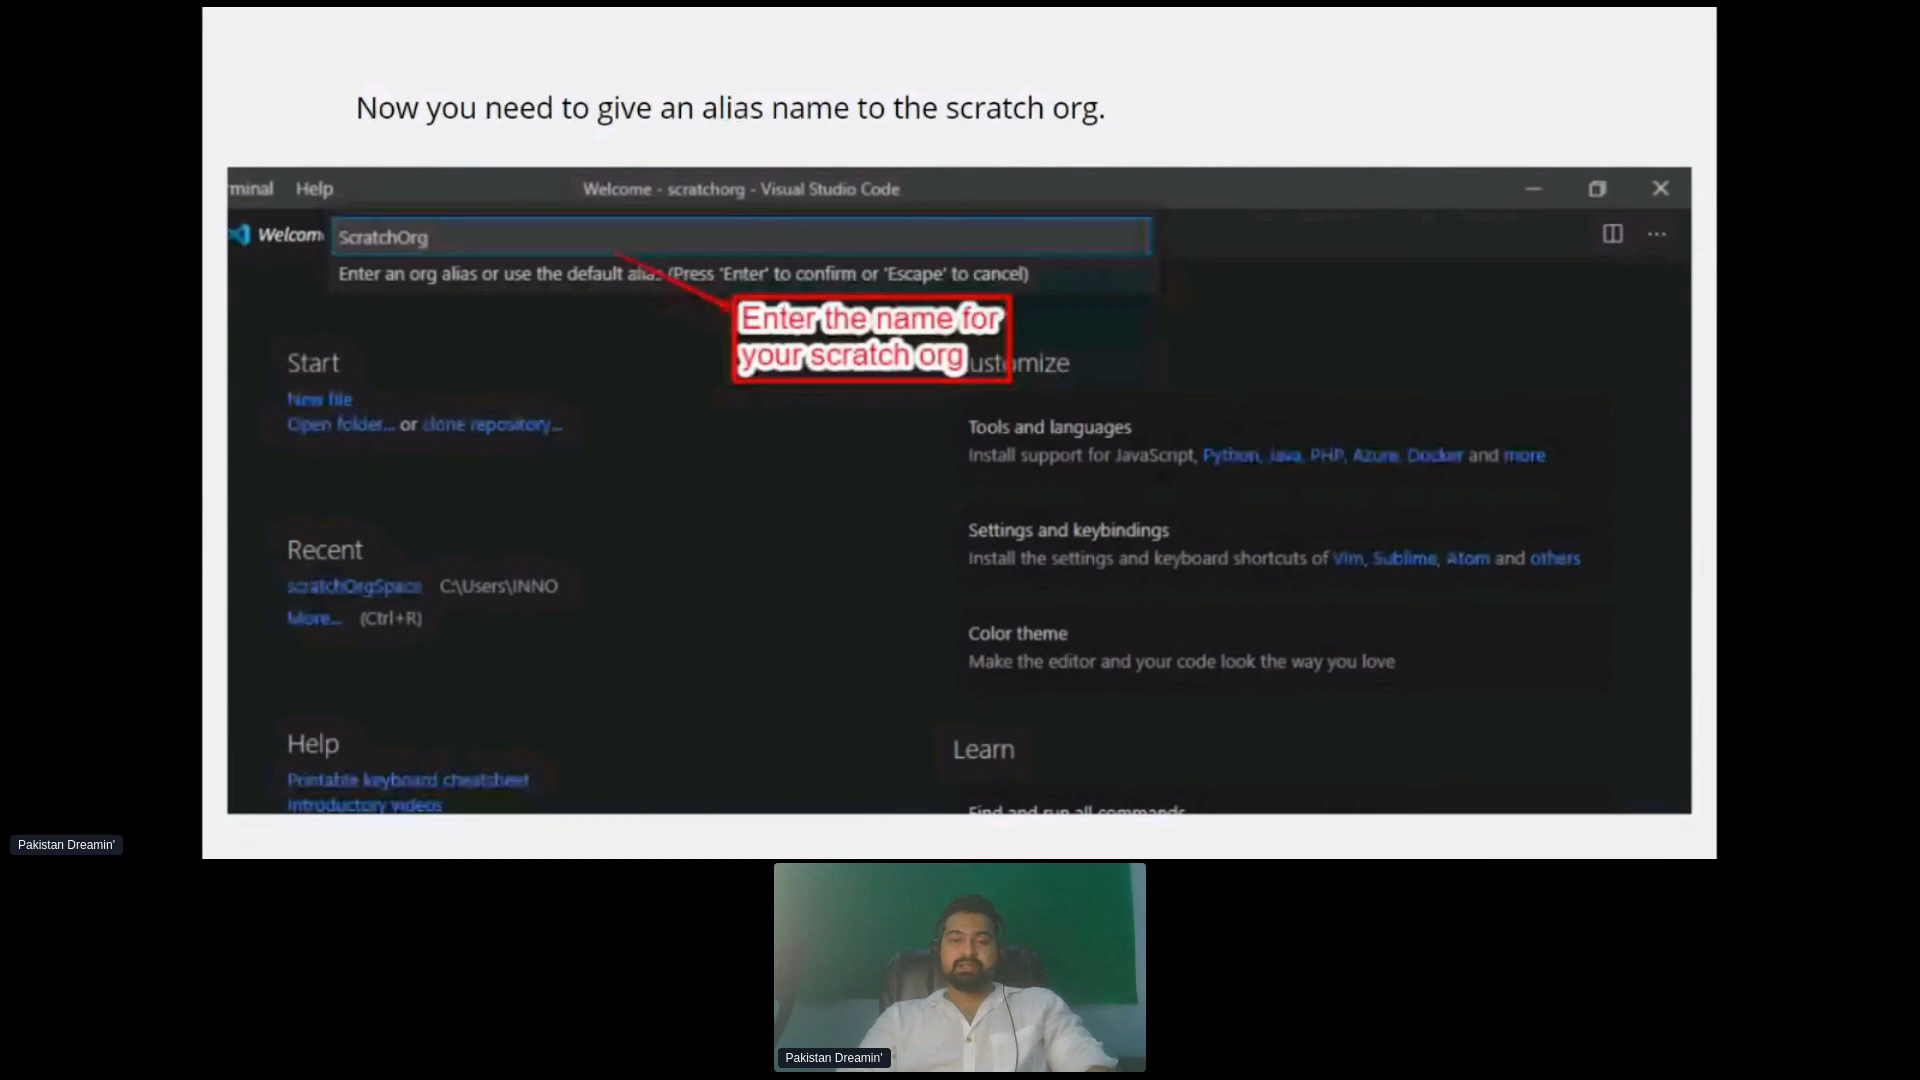 Now you need to give an alias name to the scratch org.
rminal Help Welcome - scratchorg - Visual Studio Code
Welcom ScratchOrg
Enter an org alias or use the default alias (Press 'Enter' to confirm or 'Escape' to cancel)
Enter the name for
your scratch org
Start
ustomize
New file
Open folder... or clone repository...
Tools and languages
Install support for JavaScript, Python, Java, PHP, Azure, Docker and more
Settings and keybindings
Install the settings and keyboard shortcuts of Vim, Sublime, Atom and others
Recent
scratchOrgSpace C:\Users\INNO
More... (Ctrl+R)
Color theme
Make the editor and your code look the way you love
Help
Printable keyboard cheatsheet
Introductory videos
Learn
Find and run all commands
Pakistan Dreamin'
Pakistan Dreamin'